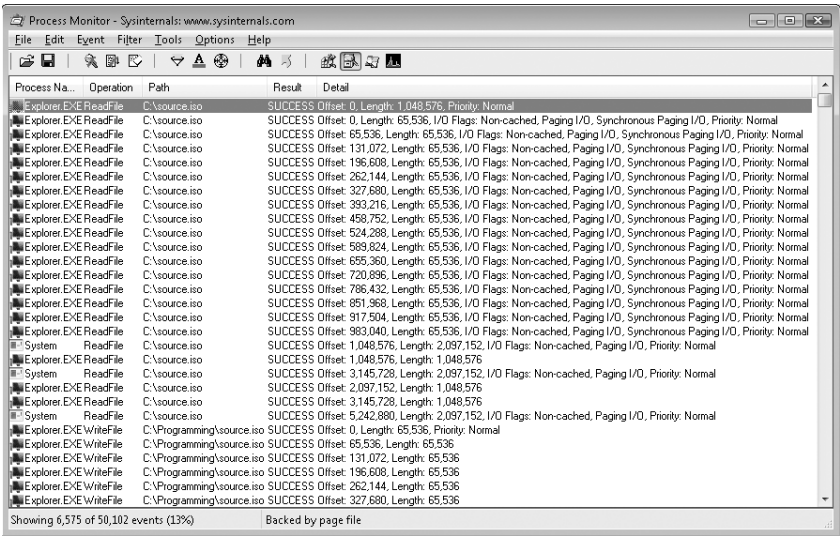 Process Monitor - Sysinternals: www.sysinternals.com
File Edit Event Filter Tools Options Help
Process Na... Operation Path Result Detail
Explorer.EXE ReadFile C:\source.iso SUCCESS Offset: 0, Length: 1,048,576, Priority: Normal
Explorer.EXE ReadFile C:\source.iso SUCCESS Offset: 0, Length: 65,536, I/O Flags: Non-cached, Paging I/O, Synchronous Paging I/O, Priority: Normal
Explorer.EXE ReadFile C:\source.iso SUCCESS Offset: 65,536, Length: 65,536, I/O Flags: Non-cached, Paging I/O, Synchronous Paging I/O, Priority: Normal
Explorer.EXE ReadFile C:\source.iso SUCCESS Offset: 131,072, Length: 65,536, I/O Flags: Non-cached, Paging I/O, Synchronous Paging I/O, Priority: Normal
Explorer.EXE ReadFile C:\source.iso SUCCESS Offset: 196,608, Length: 65,536, I/O Flags: Non-cached, Paging I/O, Synchronous Paging I/O, Priority: Normal
Explorer.EXE ReadFile C:\source.iso SUCCESS Offset: 262,144, Length: 65,536, I/O Flags: Non-cached, Paging I/O, Synchronous Paging I/O, Priority: Normal
Explorer.EXE ReadFile C:\source.iso SUCCESS Offset: 327,680, Length: 65,536, I/O Flags: Non-cached, Paging I/O, Synchronous Paging I/O, Priority: Normal
Explorer.EXE ReadFile C:\source.iso SUCCESS Offset: 393,216, Length: 65,536, I/O Flags: Non-cached, Paging I/O, Synchronous Paging I/O, Priority: Normal
Explorer.EXE ReadFile C:\source.iso SUCCESS Offset: 458,752, Length: 65,536, I/O Flags: Non-cached, Paging I/O, Synchronous Paging I/O, Priority: Normal
Explorer.EXE ReadFile C:\source.iso SUCCESS Offset: 524,288, Length: 65,536, I/O Flags: Non-cached, Paging I/O, Synchronous Paging I/O, Priority: Normal
Explorer.EXE ReadFile C:\source.iso SUCCESS Offset: 589,824, Length: 65,536, I/O Flags: Non-cached, Paging I/O, Synchronous Paging I/O, Priority: Normal
Explorer.EXE ReadFile C:\source.iso SUCCESS Offset: 655,360, Length: 65,536, I/O Flags: Non-cached, Paging I/O, Synchronous Paging I/O, Priority: Normal
Explorer.EXE ReadFile C:\source.iso SUCCESS Offset: 720,896, Length: 65,536, I/O Flags: Non-cached, Paging I/O, Synchronous Paging I/O, Priority: Normal
Explorer.EXE ReadFile C:\source.iso SUCCESS Offset: 786,432, Length: 65,536, I/O Flags: Non-cached, Paging I/O, Synchronous Paging I/O, Priority: Normal
Explorer.EXE ReadFile C:\source.iso SUCCESS Offset: 851,968, Length: 65,536, I/O Flags: Non-cached, Paging I/O, Synchronous Paging I/O, Priority: Normal
Explorer.EXE ReadFile C:\source.iso SUCCESS Offset: 917,504, Length: 65,536, I/O Flags: Non-cached, Paging I/O, Synchronous Paging I/O, Priority: Normal
Explorer.EXE ReadFile C:\source.iso SUCCESS Offset: 983,040, Length: 65,536, I/O Flags: Non-cached, Paging I/O, Synchronous Paging I/O, Priority: Normal
System ReadFile C:\source.iso SUCCESS Offset: 1,048,576, Length: 2,097,152, I/O Flags: Non-cached, Paging I/O, Priority: Normal
Explorer.EXE ReadFile C:\source.iso SUCCESS Offset: 1,048,576, Length: 1,048,576
System ReadFile C:\source.iso SUCCESS Offset: 3,145,728, Length: 2,097,152, I/O Flags: Non-cached, Paging I/O, Priority: Normal
Explorer.EXE ReadFile C:\source.iso SUCCESS Offset: 2,097,152, Length: 1,048,576
Explorer.EXE ReadFile C:\source.iso SUCCESS Offset: 3,145,728, Length: 1,048,576
System ReadFile C:\source.iso SUCCESS Offset: 5,242,880, Length: 2,097,152, I/O Flags: Non-cached, Paging I/O, Priority: Normal
Explorer.EXE WriteFile C:\Programming\source.iso SUCCESS Offset: 0, Length: 65,536, Priority: Normal
Explorer.EXE WriteFile C:\Programming\source.iso SUCCESS Offset: 65,536, Length: 65,536
Explorer.EXE WriteFile C:\Programming\source.iso SUCCESS Offset: 131,072, Length: 65,536
Explorer.EXE WriteFile C:\Programming\source.iso SUCCESS Offset: 196,608, Length: 65,536
Explorer.EXE WriteFile C:\Programming\source.iso SUCCESS Offset: 262,144, Length: 65,536
Explorer.EXE WriteFile C:\Programming\source.iso SUCCESS Offset: 327,680, Length: 65,536
Showing 6,575 of 50,102 events (13%) Backed by page file